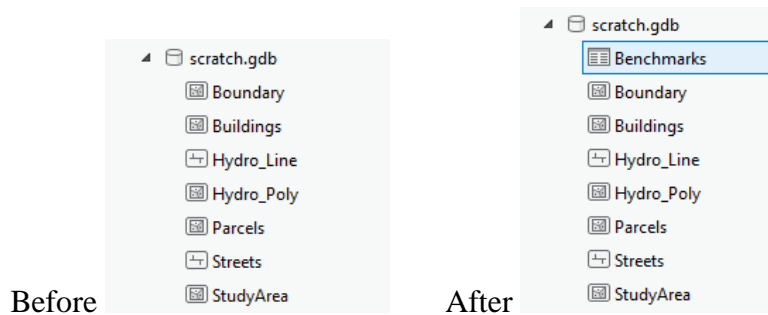 Before
scratch.gdb
Boundary
Buildings
Hydro_Line
Hydro_Poly
Parcels
Streets
StudyArea
After
scratch.gdb
Benchmarks
Boundary
Buildings
Hydro_Line
Hydro_Poly
Parcels
Streets
StudyArea